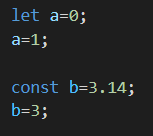 let a=0;
a=1;
const b=3.14;
b=3;